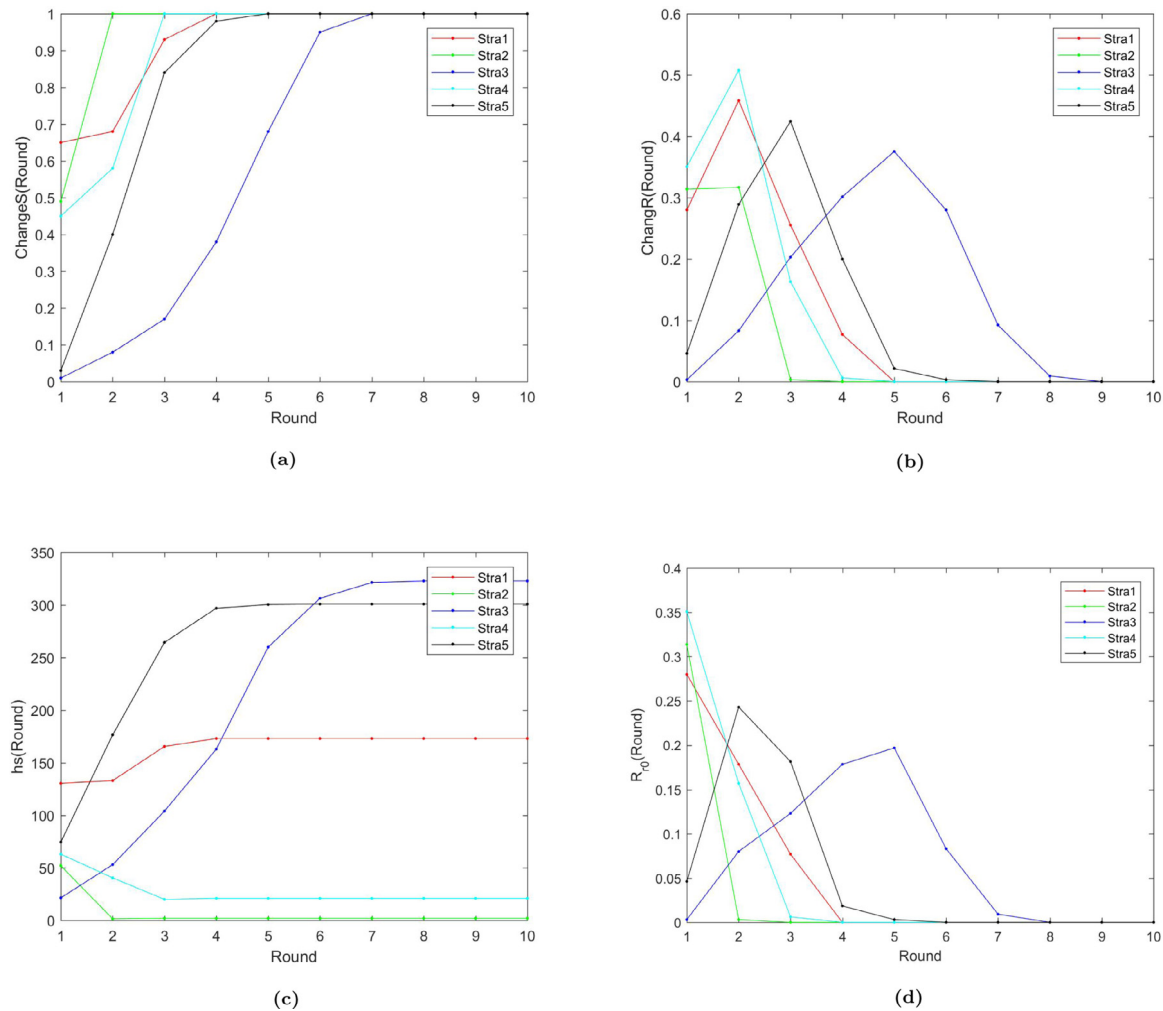 1
0.9
0.8
0.7
0.6
0.5
0.4
0.3
0.2
0.1
0
ChangeS(Round)
1 2 3 4 5 6 7 8 9 10
Round
Stra1
Stra2
Stra3
Stra4
Stra5
(a)
0.6
0.5
0.4
0.3
0.2
0.1
0
ChangR(Round)
1 2 3 4 5 6 7 8 9 10
Round
Stra1
Stra2
Stra3
Stra4
Stra5
(b)
350
300
250
200
150
100
50
0
hs(Round)
1 2 3 4 5 6 7 8 9 10
Round
Stra1
Stra2
Stra3
Stra4
Stra5
(c)
0.4
0.35
0.3
0.25
0.2
0.15
0.1
0.05
0
Rr0(Round)
1 2 3 4 5 6 7 8 9 10
Round
Stra1
Stra2
Stra3
Stra4
Stra5
(d)